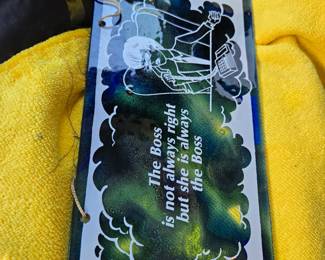 The Boss
is not always right
but she is always
the Boss